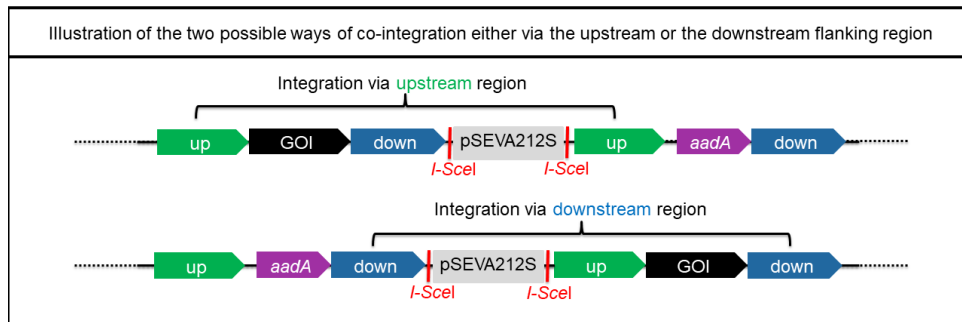 Illustration of the two possible ways of co-integration either via the upstream or the downstream flanking region
Integration via upstream region
up GOI down pSEVA212S up aadA down
I-SceI I-SceI
Integration via downstream region
up aadA down pSEVA212S up GOI down
I-SceI I-SceI